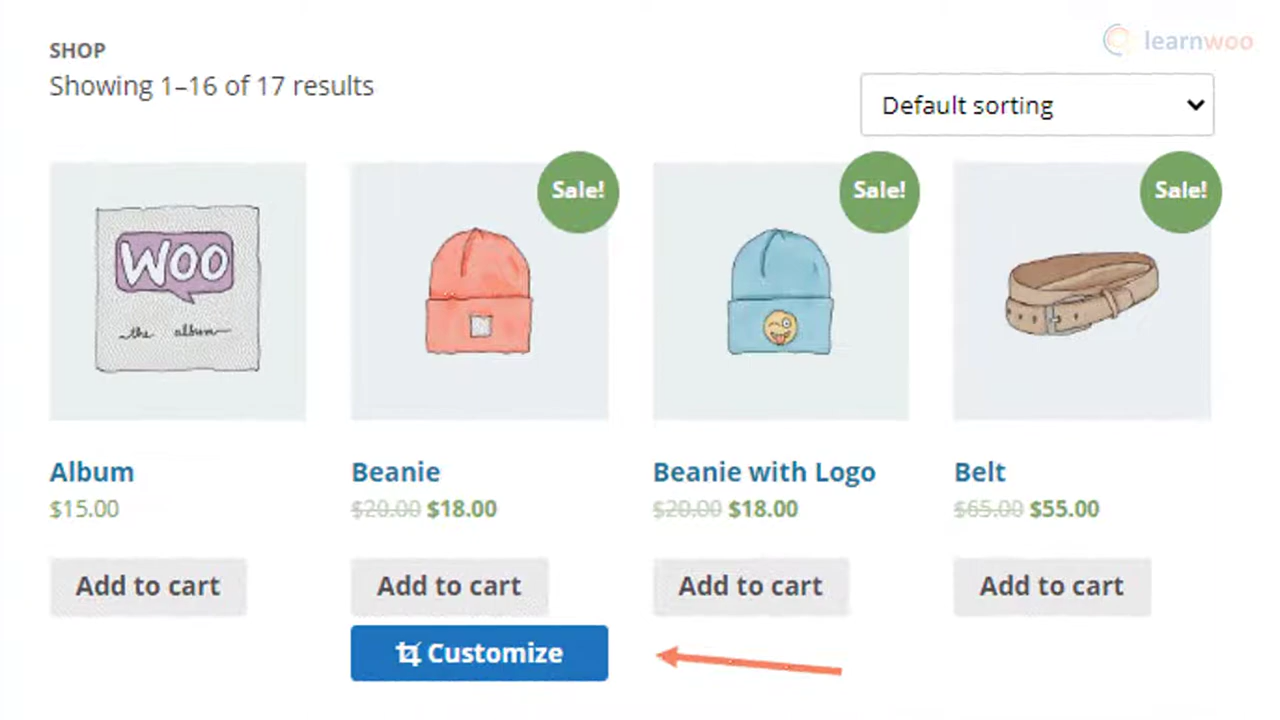 learnwoo
SHOP
Showing 1–16 of 17 results
Default sorting
Sale!
Sale!
Sale!
WOO
the album
Album
Beanie
Beanie with Logo
Belt
$15.00
$20.00 $18.00
$20.00 $18.00
$65.00 $55.00
Add to cart
Add to cart
Add to cart
Add to cart
Customize